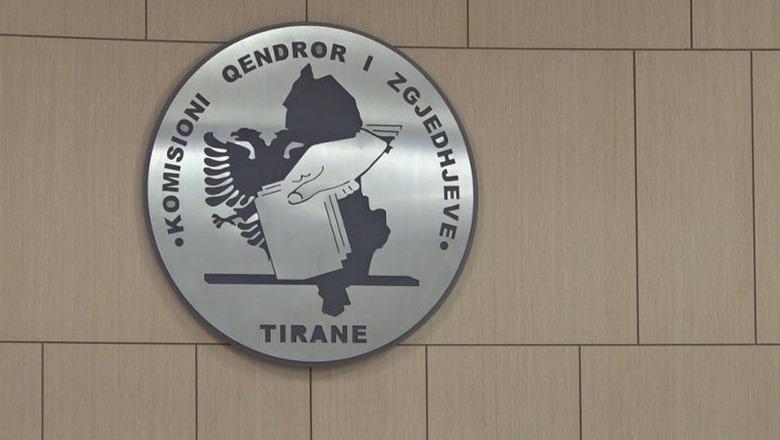 •KOMISIONI QENDROR I ZGJEDHJEVE•
TIRANE